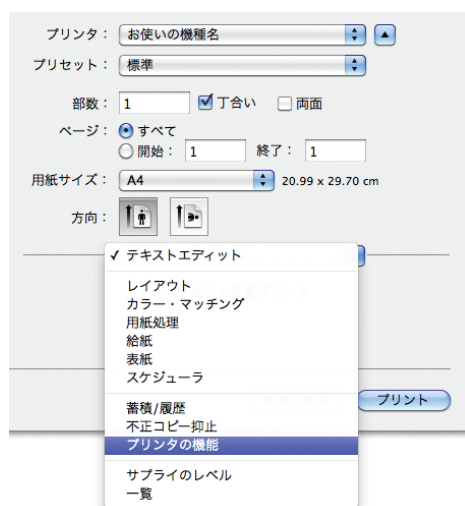 プリンタ： お使いの機種名
プリセット： 標準
部数： 1 丁合い 両面
ページ： すべて
開始： 1 終了： 1
用紙サイズ： A4 20.99 x 29.70 cm
方向：
✓ テキストエディット
レイアウト
カラー・マッチング
用紙処理
給紙
表紙
スケジューラ
プリント
蓄積/履歴
不正コピー抑止
プリンタの機能
サプライのレベル
一覧